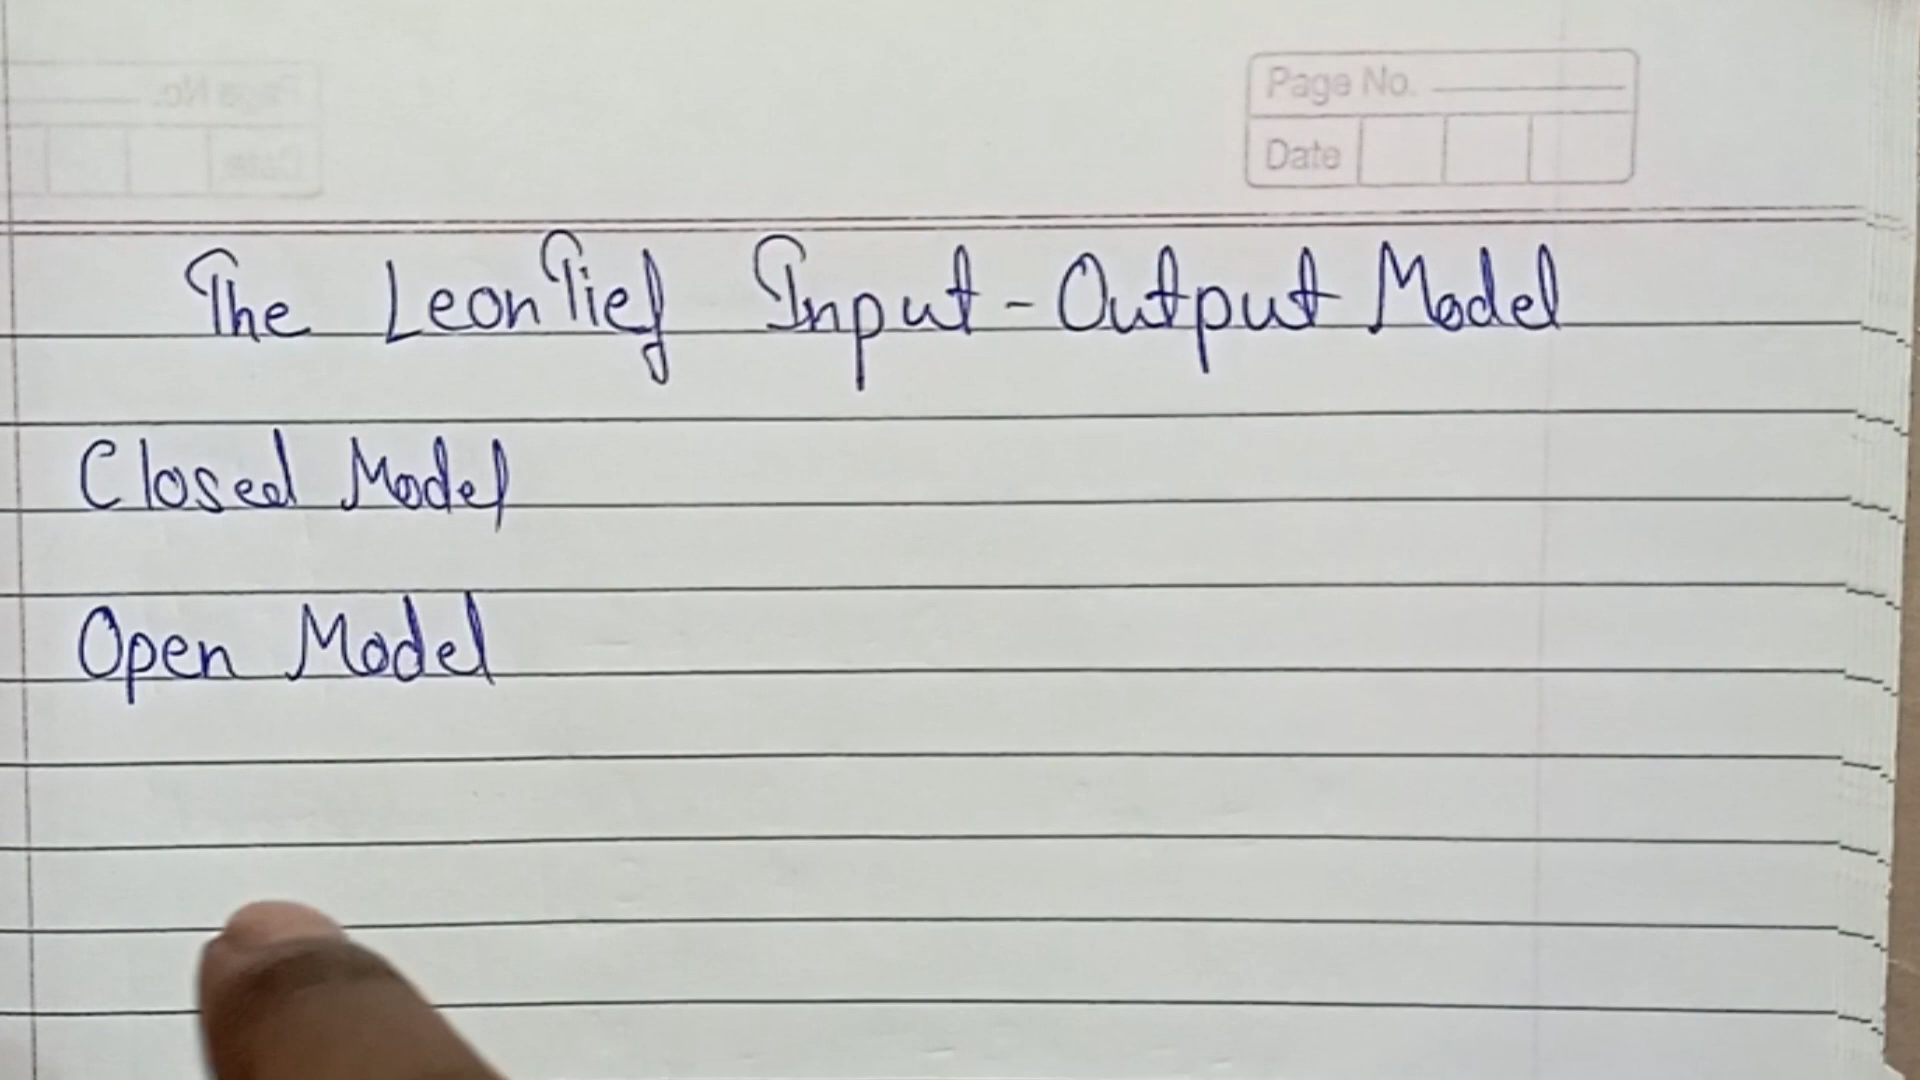 Page No.
Date
The Leontief Input-Output Model
Closed Model
Open Model